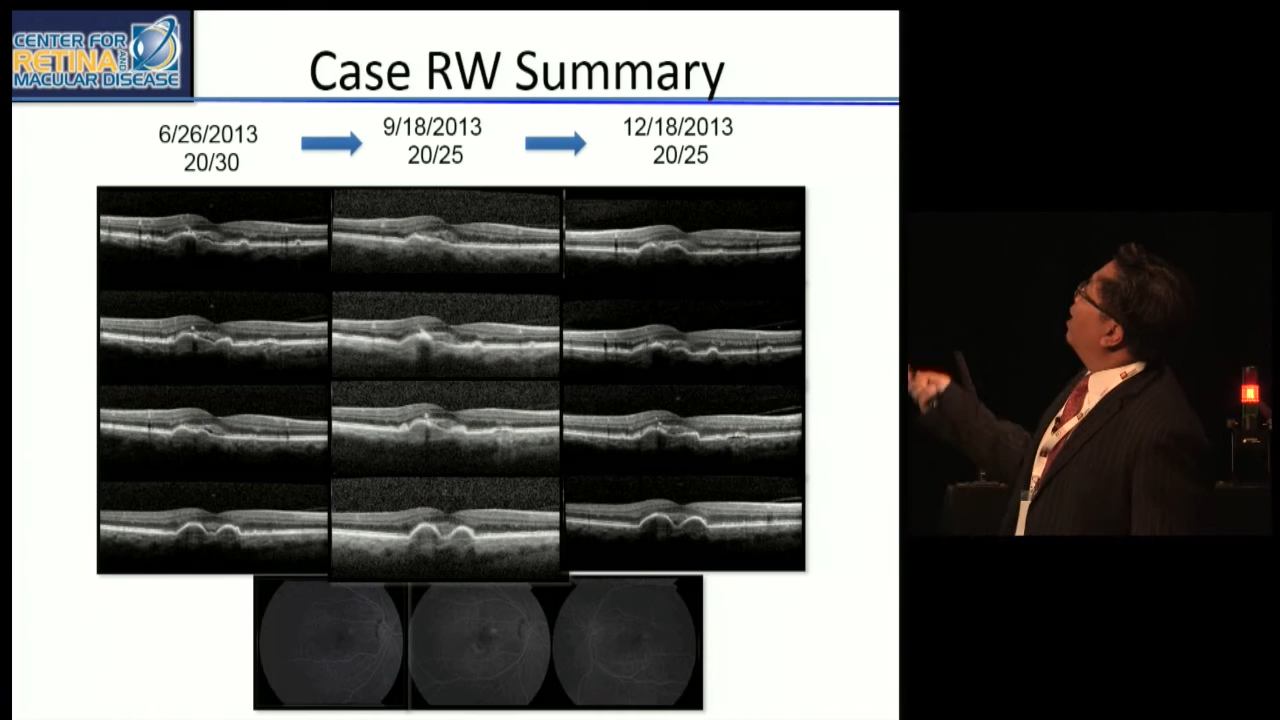 CENTER FOR
RETINA AND
MACULAR DISEASE
Case RW Summary
6/26/2013
20/30
9/18/2013
20/25
12/18/2013
20/25